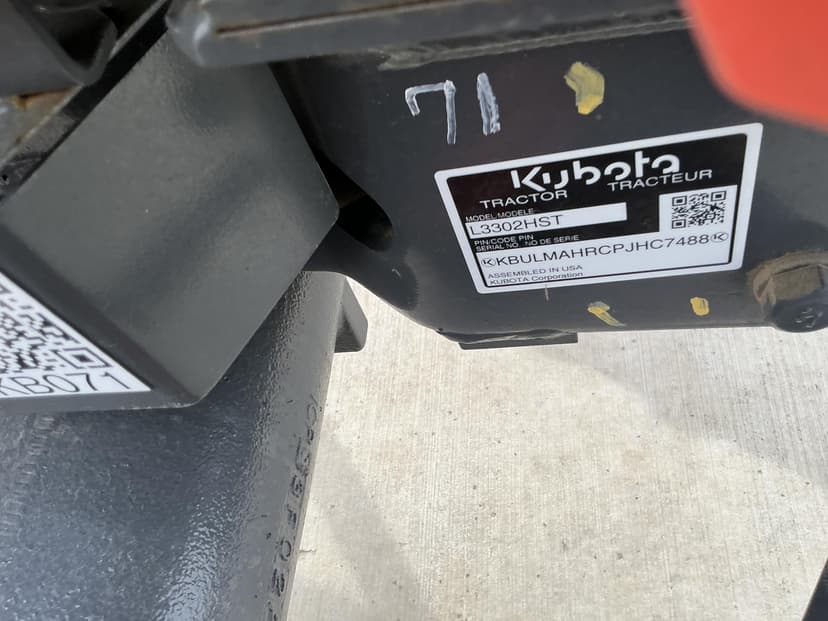 71
Kubota
TRACTOR TRACTEUR
MODEL/MODELE
L3302HST
PIN/CODE PIN
SERIAL NO./NO DE SERIE
KBULMAHRCPJHC7488
ASSEMBLED IN USA
KUBOTA Corporation
KB071